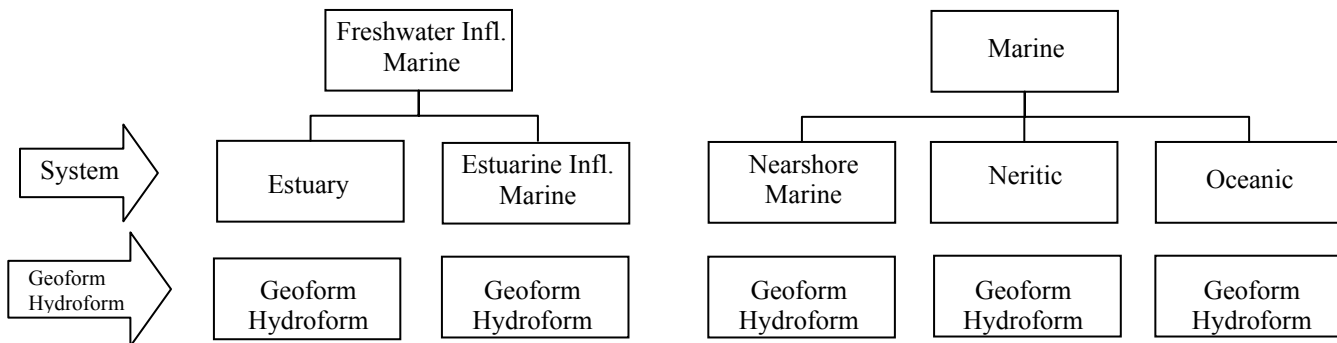 Freshwater Infl.
Marine
Marine
System
Estuary
Estuarine Infl.
Marine
Nearshore
Marine
Neritic
Oceanic
Geoform
Hydroform
Geoform
Hydroform
Geoform
Hydroform
Geoform
Hydroform
Geoform
Hydroform
Geoform
Hydroform